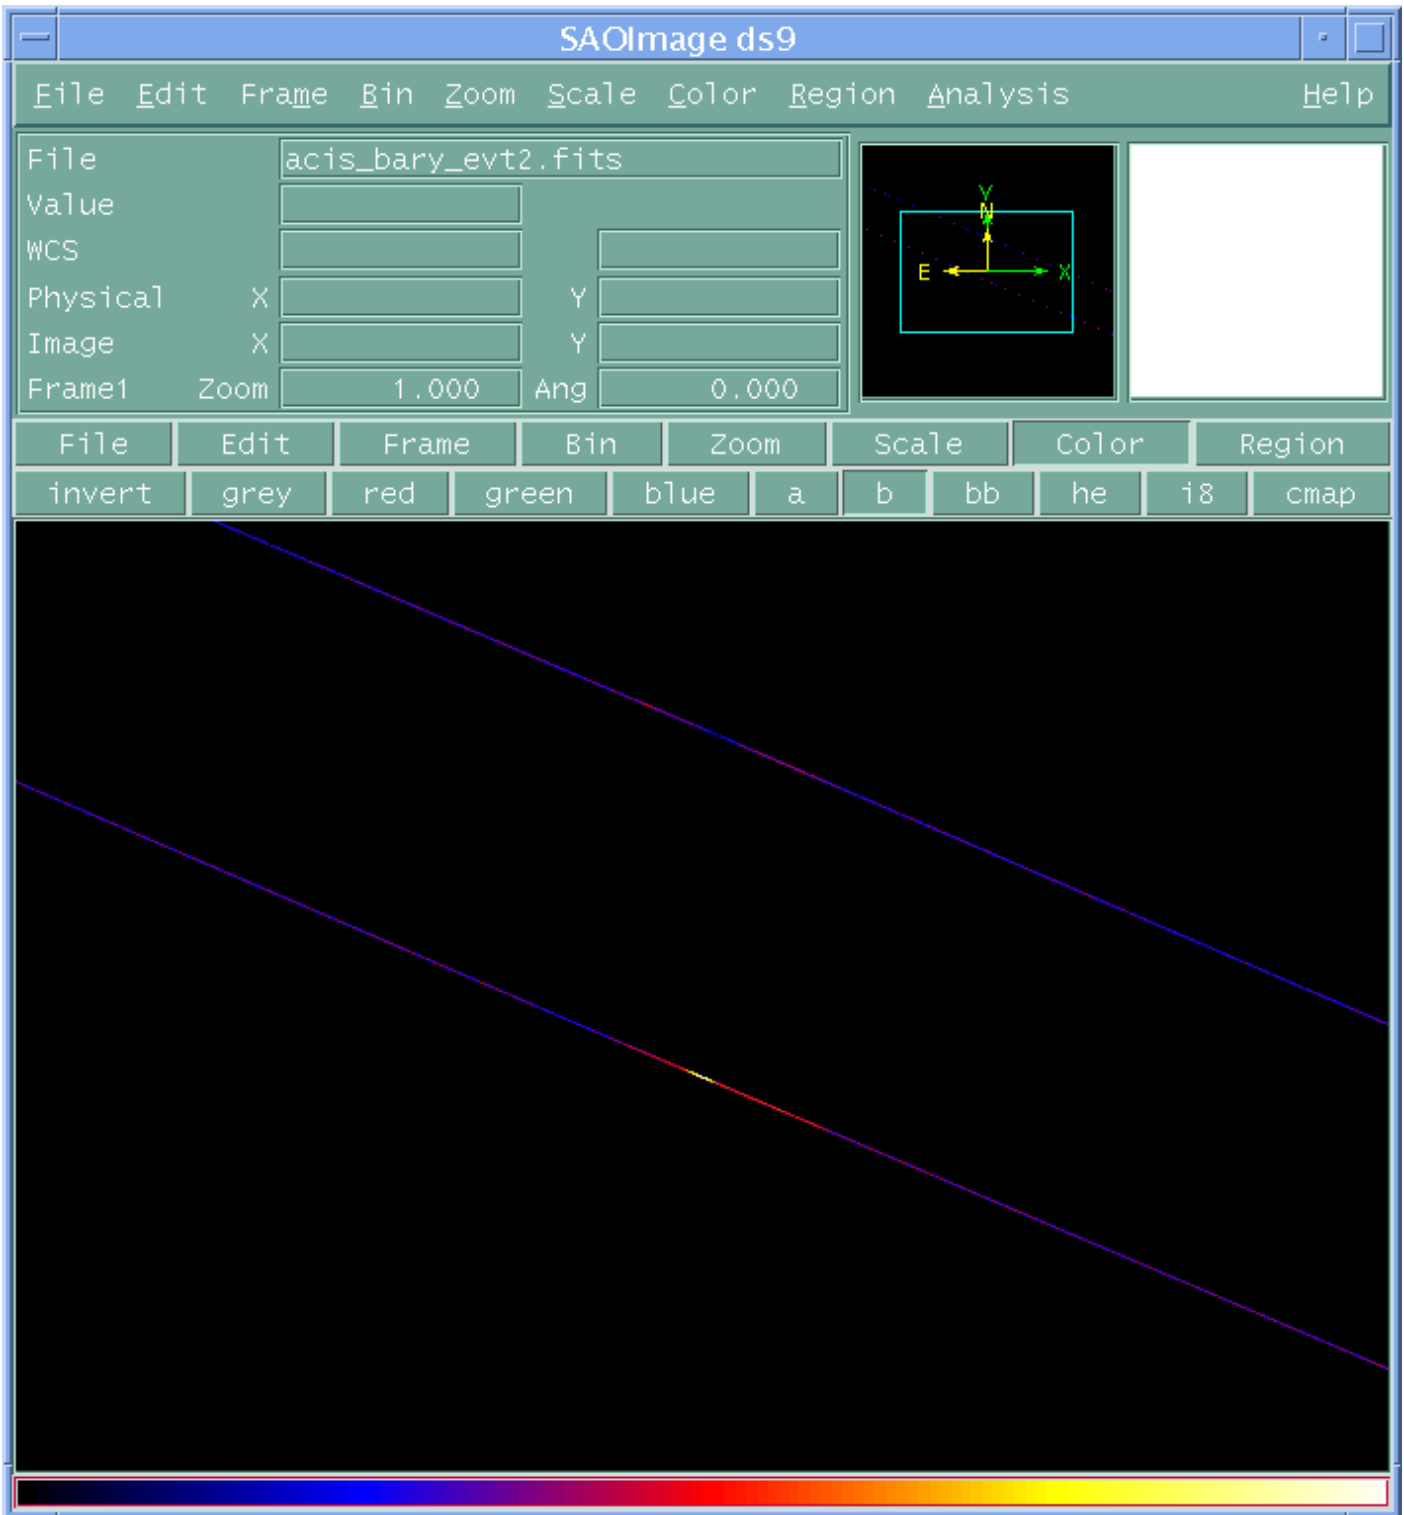 SAOImage ds9
File Edit Frame Bin Zoom Scale Color Region Analysis Help
File acis_bary_evt2.fits
Value
WCS
Physical X Y
Image X Y
Frame1 Zoom 1.000 Ang 0.000
Y
N
E X
File Edit Frame Bin Zoom Scale Color Region
invert grey red green blue a b bb he i8 cmap